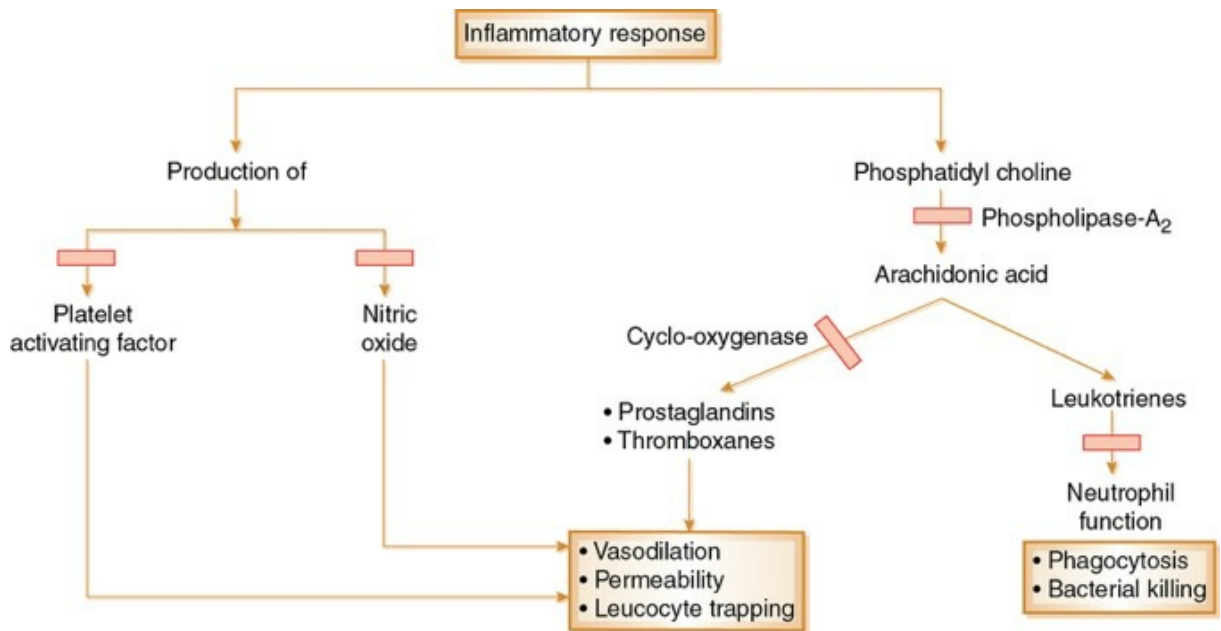 Inflammatory response
Production of
Phosphatidyl choline
Phospholipase-A₂
Arachidonic acid
Platelet
activating factor
Nitric
oxide
Cyclo-oxygenase
• Prostaglandins
• Thromboxanes
Leukotrienes
Neutrophil
function
• Vasodilation
• Permeability
• Leucocyte trapping
• Phagocytosis
• Bacterial killing